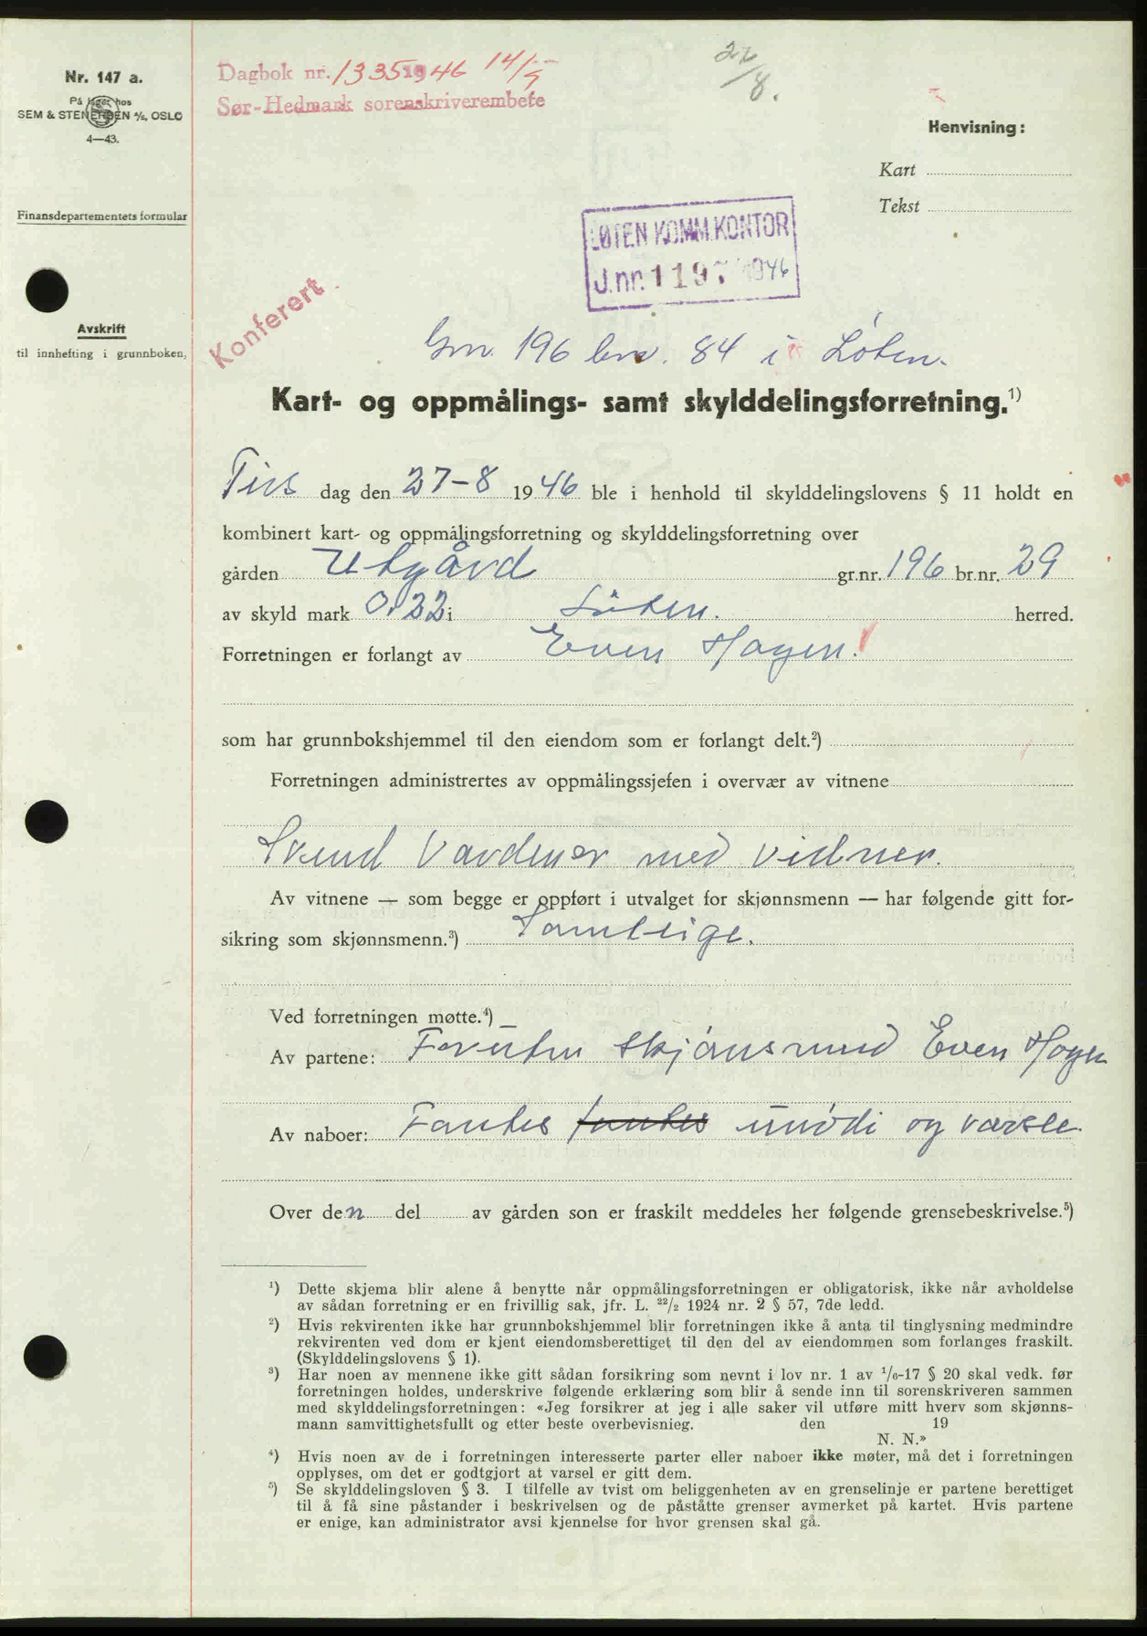 Nr. 147 a.
På lager hos
SEM & STENERSEN A/S, OSLO
4—43.
Finansdepartementets formular
Avskrift
til innhefting i grunnboken.
Dagbok nr. 1335 1946 14/9
Sør-Hedmark sorenskriverembete
27/8.
Henvisning:
Kart
Tekst
LØTEN KOMM.KONTOR
J.nr. 1197 1946
Konferert
Gnr. 196 bnr. 84 i Løten.
Kart- og oppmålings- samt skylddelingsforretning.¹)
Tirs dag den 27-8 1946 ble i henhold til skylddelingslovens § 11 holdt en
kombinert kart- og oppmålingsforretning og skylddelingsforretning over
gården Utgård gr.nr. 196 br.nr. 29
av skyld mark 0.22 i Løten. herred.
Forretningen er forlangt av Even Hagen.
som har grunnbokshjemmel til den eiendom som er forlangt delt.²)
Forretningen administrertes av oppmålingssjefen i overvær av vitnene
Svend Vardener med vidner.
Av vitnene — som begge er oppført i utvalget for skjønnsmenn — har følgende gitt for-
sikring som skjønnsmenn.³) Samtlige.
Ved forretningen møtte.⁴)
Av partene: Foruten skjønsmend Even Hagen
Av naboer: Fantes fantes unødi og varsle
Over den del av gården son er fraskilt meddeles her følgende grensebeskrivelse.⁵)
¹) Dette skjema blir alene å benytte når oppmålingsforretningen er obligatorisk, ikke når avholdelse
av sådan forretning er en frivillig sak, jfr. L. ²²/₂ 1924 nr. 2 § 57, 7de ledd.
²) Hvis rekvirenten ikke har grunnbokshjemmel blir forretningen ikke å anta til tinglysning medmindre
rekvirenten ved dom er kjent eiendomsberettiget til den del av eiendommen som forlanges fraskilt.
(Skylddelingslovens § 1).
³) Har noen av mennene ikke gitt sådan forsikring som nevnt i lov nr. 1 av ¹/₆-17 § 20 skal vedk. før
forretningen holdes, underskrive følgende erklæring som blir å sende inn til sorenskriveren sammen
med skylddelingsforretningen: «Jeg forsikrer at jeg i alle saker vil utføre mitt hverv som skjønns-
mann samvittighetsfullt og etter beste overbevisnieg. den 19
N. N.»
⁴) Hvis noen av de i forretningen interesserte parter eller naboer ikke møter, må det i forretningen
opplyses, om det er godtgjort at varsel er gitt dem.
⁵) Se skylddelingsloven § 3. I tilfelle av tvist om beliggenheten av en grenselinje er partene berettiget
til å få sine påstander i beskrivelsen og de påståtte grenser avmerket på kartet. Hvis partene
er enige, kan administrator avsi kjennelse for hvor grensen skal gå.